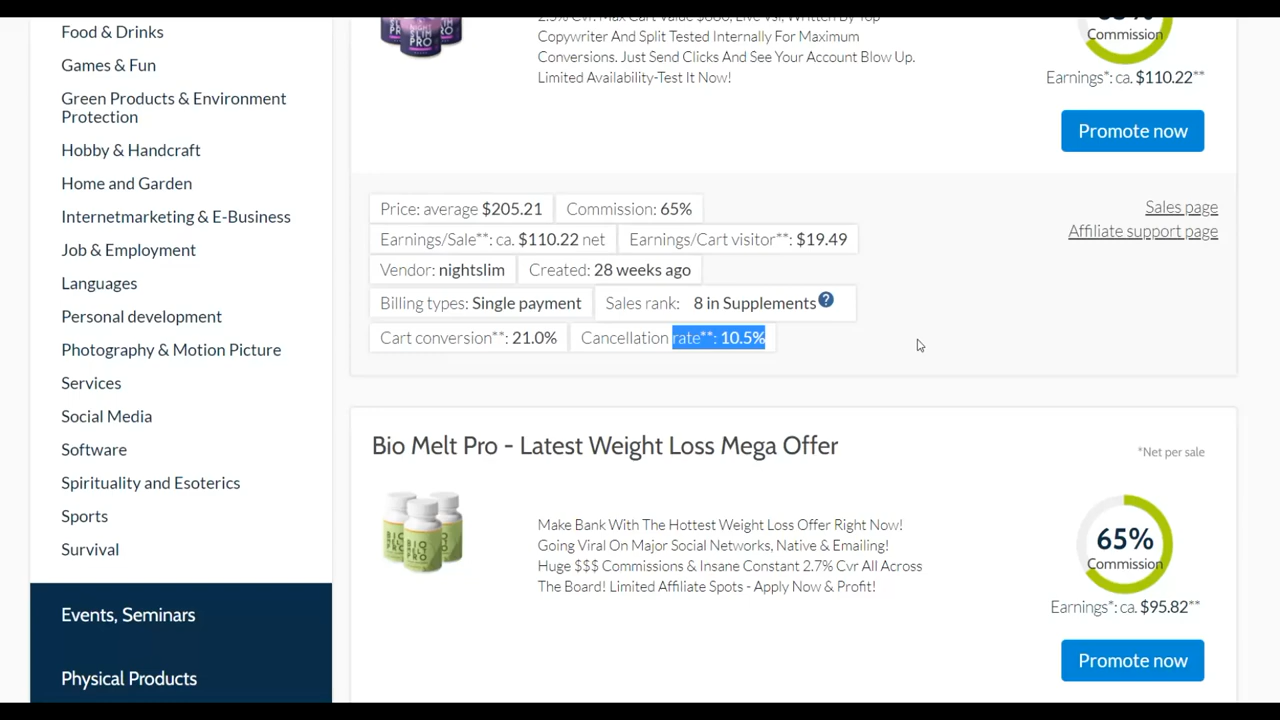 Food & Drinks
Games & Fun
Green Products & Environment
Protection
Hobby & Handcraft
Home and Garden
Internetmarketing & E-Business
Job & Employment
Languages
Personal development
Photography & Motion Picture
Services
Social Media
Software
Spirituality and Esoterics
Sports
Survival
Events, Seminars
Physical Products
Copywriter And Split Tested Internally For Maximum
Conversions. Just Send Clicks And See Your Account Blow Up.
Limited Availability-Test It Now!
Commission
Earnings*: ca. $110.22**
Promote now
Price: average $205.21
Commission: 65%
Earnings/Sale**: ca. $110.22 net
Earnings/Cart visitor**: $19.49
Vendor: nightslim
Created: 28 weeks ago
Billing types: Single payment
Sales rank: 8 in Supplements ?
Cart conversion**: 21.0%
Cancellation rate**: 10.5%
Sales page
Affiliate support page
Bio Melt Pro - Latest Weight Loss Mega Offer
*Net per sale
BIO
MELT
PRO
Make Bank With The Hottest Weight Loss Offer Right Now!
Going Viral On Major Social Networks, Native & Emailing!
Huge $$$ Commissions & Insane Constant 2.7% Cvr All Across
The Board! Limited Affiliate Spots - Apply Now & Profit!
65%
Commission
Earnings*: ca. $95.82**
Promote now